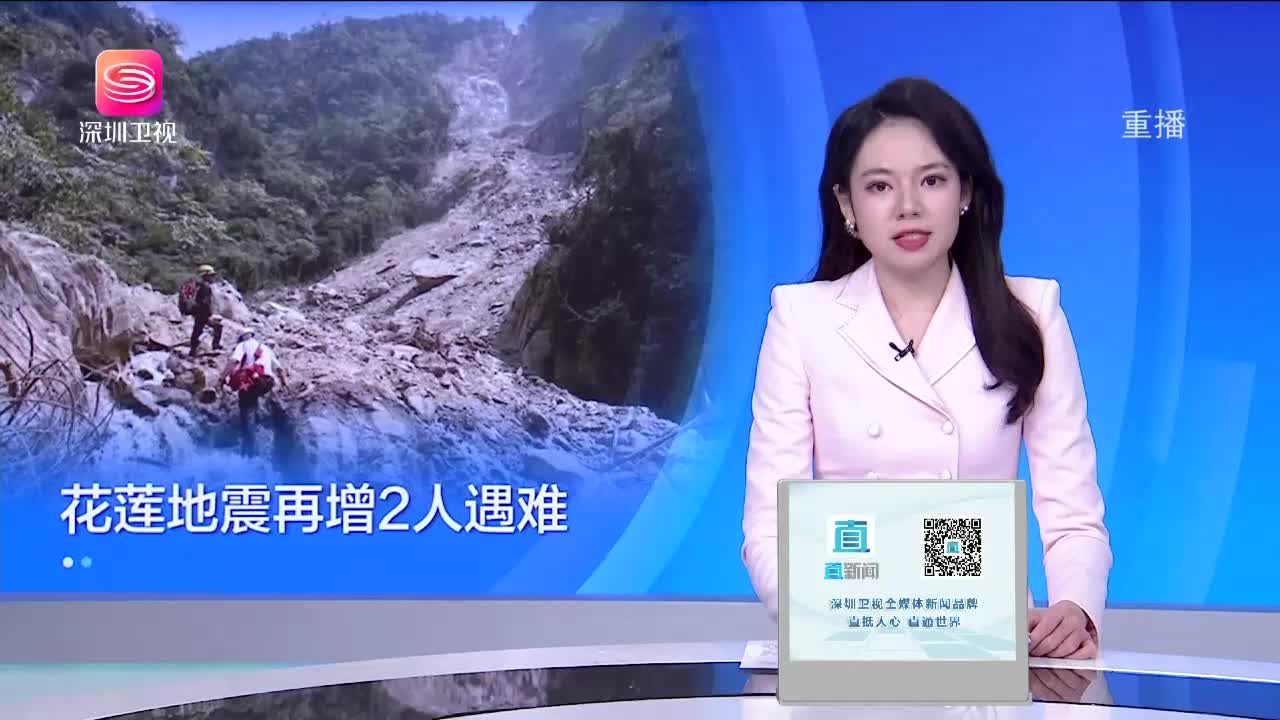 深圳卫视
重播
花莲地震再增2人遇难
直
直新闻
直
深圳卫视全媒体新闻品牌
直抵人心 直通世界